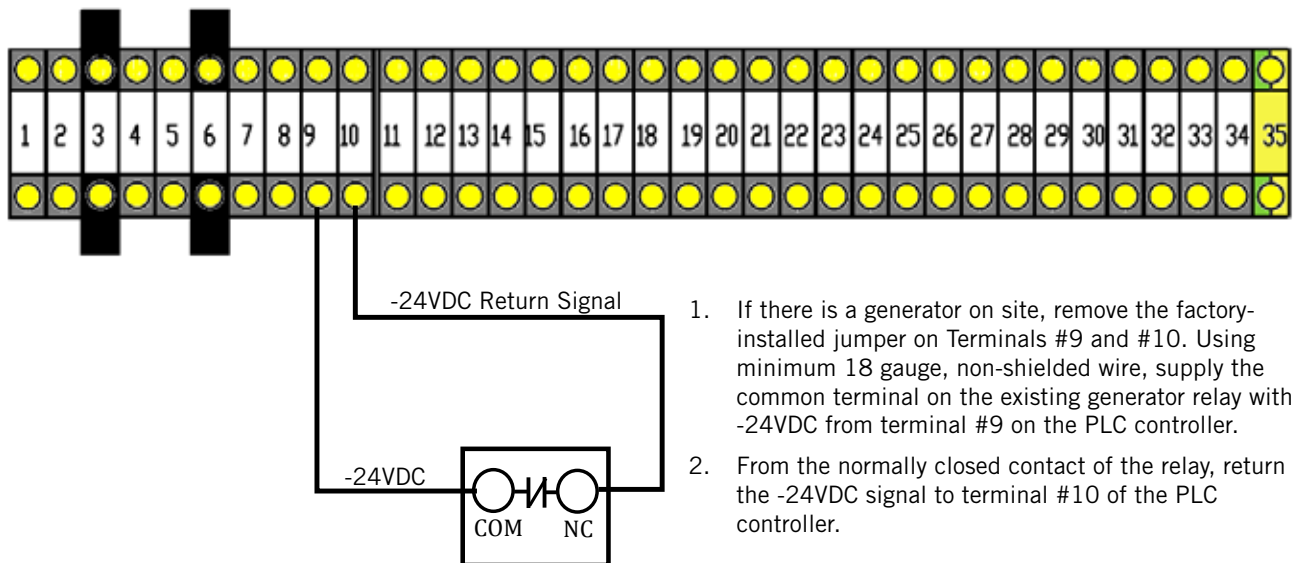 1 2 3 4 5 6 7 8 9 10 11 12 13 14 15 16 17 18 19 20 21 22 23 24 25 26 27 28 29 30 31 32 33 34 35
-24VDC Return Signal
-24VDC
COM NC
1. If there is a generator on site, remove the factory-
installed jumper on Terminals #9 and #10. Using
minimum 18 gauge, non-shielded wire, supply the
common terminal on the existing generator relay with
-24VDC from terminal #9 on the PLC controller.
2. From the normally closed contact of the relay, return
the -24VDC signal to terminal #10 of the PLC
controller.